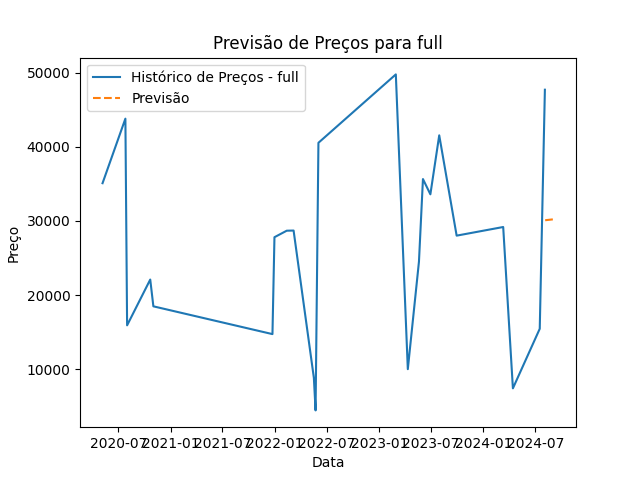 Previsão de Preços para full
Histórico de Preços - full
Previsão
Preço
50000
40000
30000
20000
10000
2020-07 2021-01 2021-07 2022-01 2022-07 2023-01 2023-07 2024-01 2024-07
Data